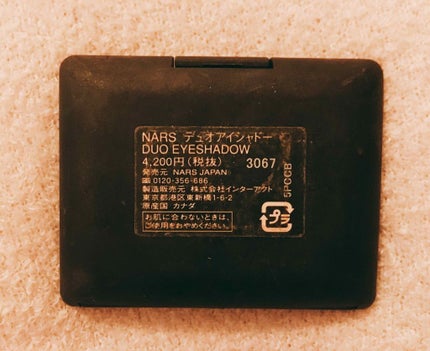 NARS デュオアイシャドー
DUO EYESHADOW
4,200円(税抜) 3067
発売元 NARS JAPAN
☎0120-356-686
製造販売元 株式会社インターアクト
東京都港区東新橋1-6-2
原産国 カナダ
お肌に合わないときは、
ご使用をおやめください。
プラ
5PCCB